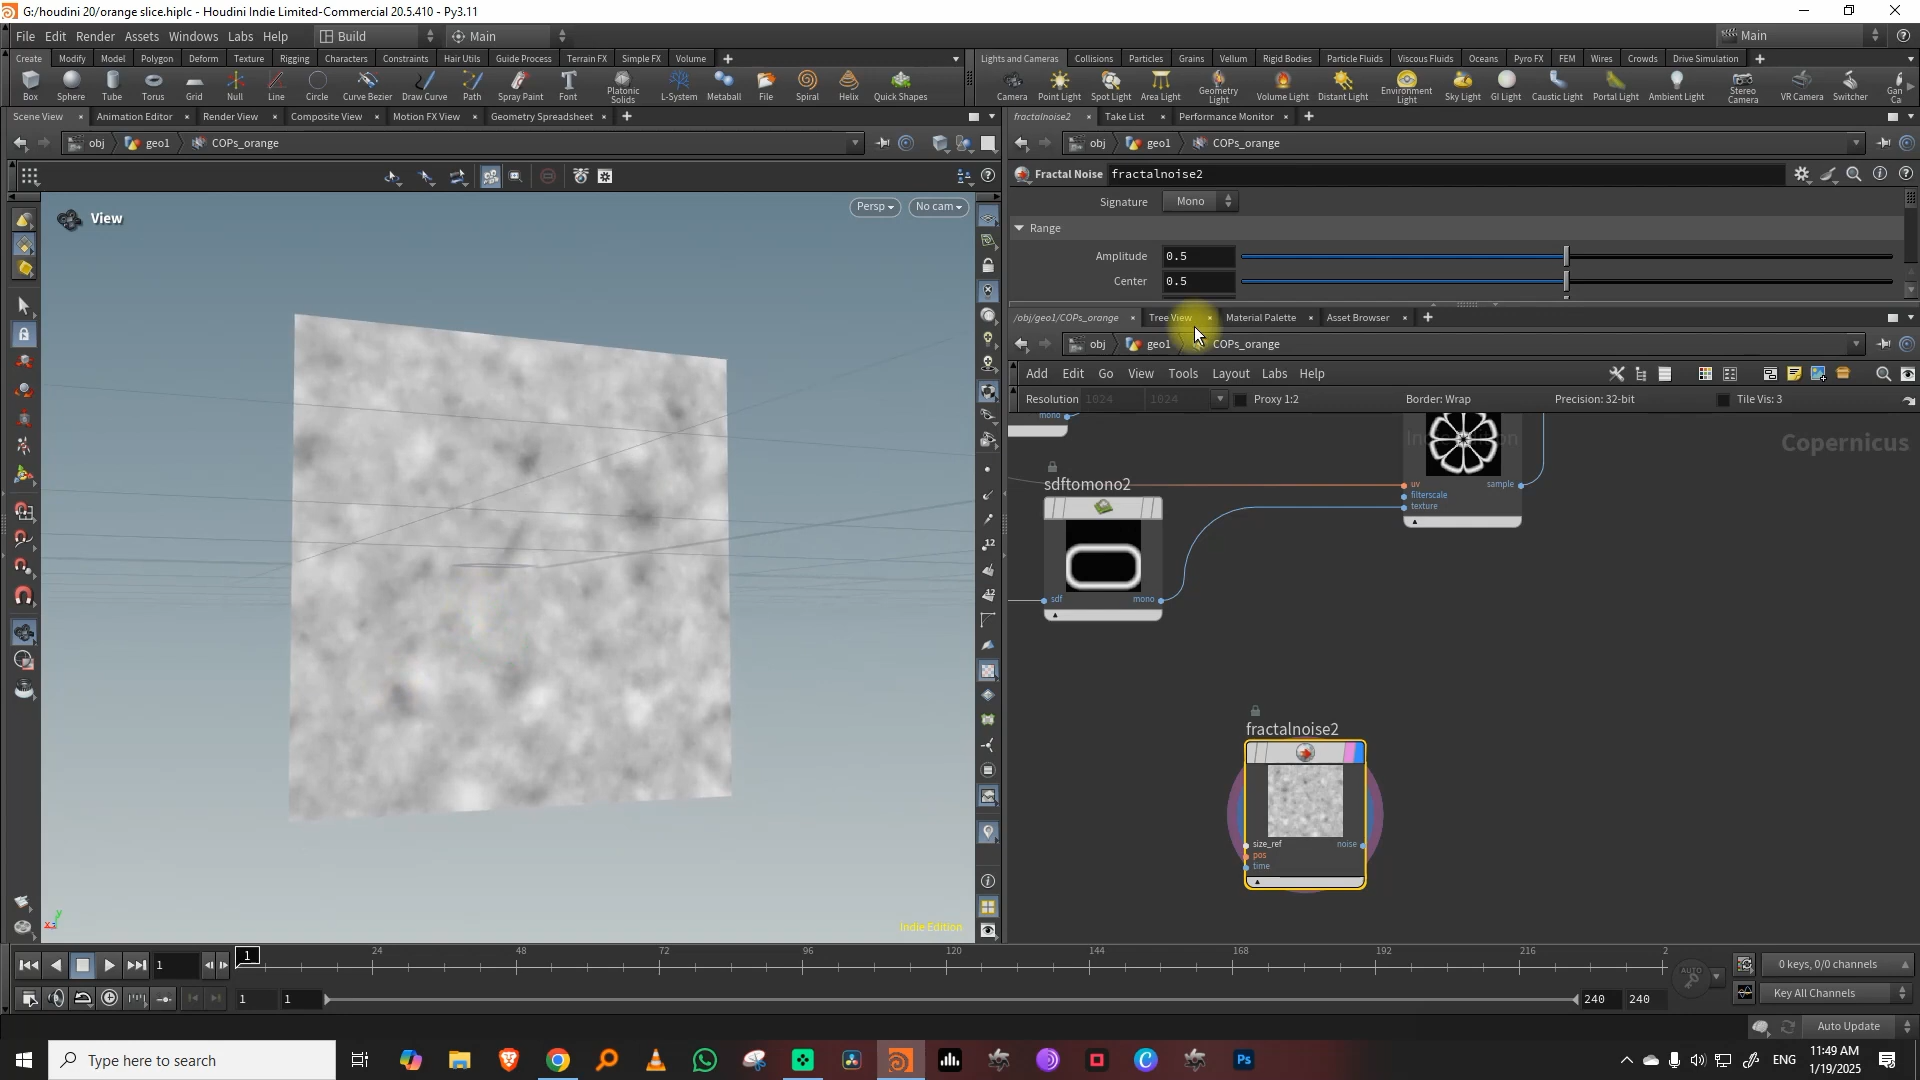 G:/houdini 20/orange slice.hiplc - Houdini Indie Limited-Commercial 20.5.410 - Py3.11
File Edit Render Assets Windows Labs Help Build Main Main
Create Modify Model Polygon Deform Texture Rigging Characters Constraints Hair Utils Guide Process Terrain FX Simple FX Volume
Lights and Cameras Collisions Particles Grains Vellum Rigid Bodies Particle Fluids Viscous Fluids Oceans Pyro FX FEM Wires Crowds Drive Simulation
Box Sphere Tube Torus Grid Null Line Circle Curve Bezier Draw Curve Path Spray Paint Font Platonic Solids L-System Metaball File Spiral Helix Quick Shapes
Camera Point Light Spot Light Area Light Geometry Light Volume Light Distant Light Environment Light Sky Light GI Light Caustic Light Portal Light Ambient Light Stereo Camera VR Camera Switcher Gan Ca
Scene View Animation Editor Render View Composite View Motion FX View Geometry Spreadsheet
fractalnoise2 Take List Performance Monitor
obj geo1 COPs_orange
obj geo1 COPs_orange
View
Persp No cam
Fractal Noise fractalnoise2
Signature Mono
Range
Amplitude 0.5
Center 0.5
/obj/geo1/COPs_orange Tree View Material Palette Asset Browser
obj geo1 COPs_orange
Add Edit Go View Tools Layout Labs Help
Resolution 1024 1024 Proxy 1:2 Border: Wrap Precision: 32-bit Tile Vis: 3
mono
Copernicus
sdftomono2
uv
filterscale
texture
sample
sdf mono
fractalnoise2
size_ref noise
pos
time
12
12
x y
Indie Edition
1 1 24 48 72 96 120 144 168 192 216 2
0 keys, 0/0 channels
AUTO
1 1 240 240
Key All Channels
Auto Update
Type here to search
Ps
ENG
11:49 AM
1/19/2025